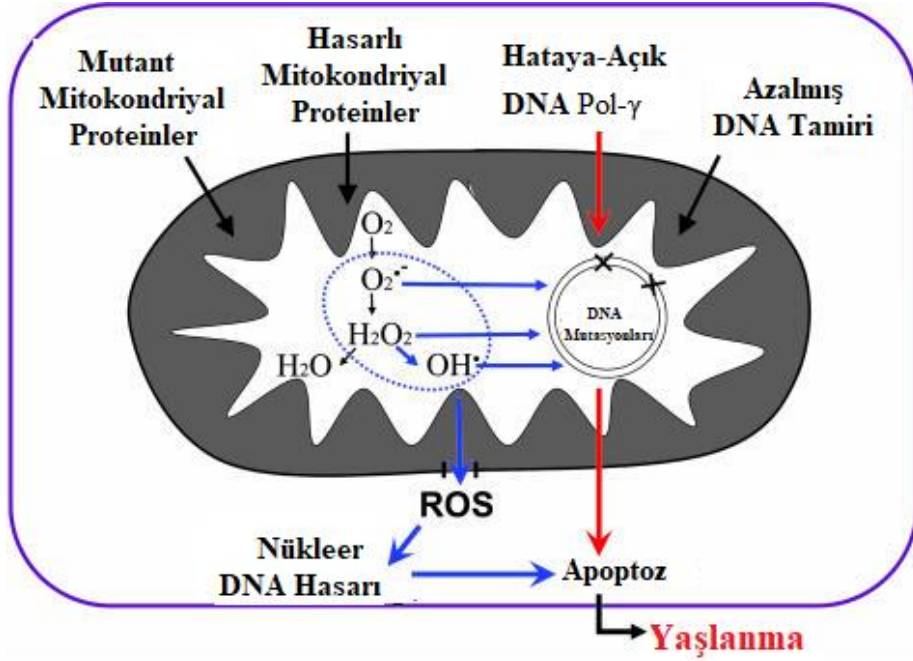 Mutant
Mitokondriyal
Proteinler
Hasarlı
Mitokondriyal
Proteinler
Hataya-Açık
DNA Pol-γ
Azalmış
DNA Tamiri
O₂
O₂•-
H₂O₂
H₂O
OH•
DNA
Mutasyonları
ROS
Nükleer
DNA Hasarı
Apoptoz
Yaşlanma